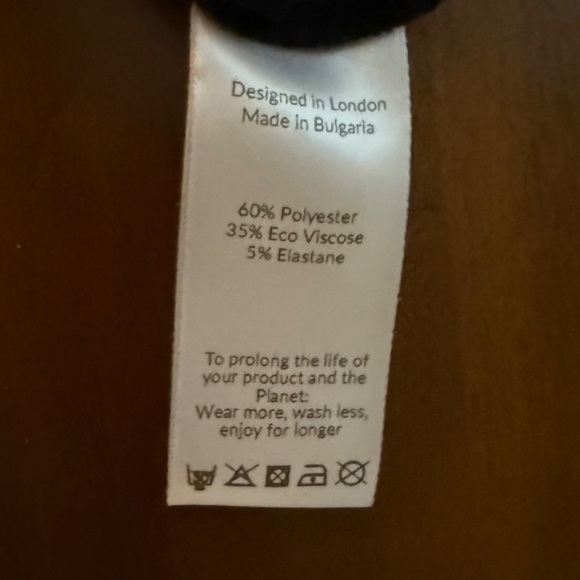 Designed in London
Made in Bulgaria
60% Polyester
35% Eco Viscose
5% Elastane
To prolong the life of
your product and the
Planet:
Wear more, wash less,
enjoy for longer
30